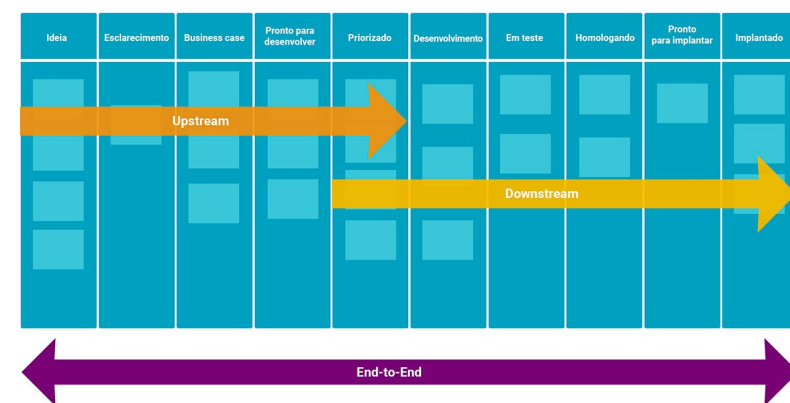 Ideia
Esclarecimento
Business case
Pronto para
desenvolver
Priorizado
Desenvolvimento
Em teste
Homologando
Pronto
para implantar
Implantado
Upstream
Downstream
End-to-End